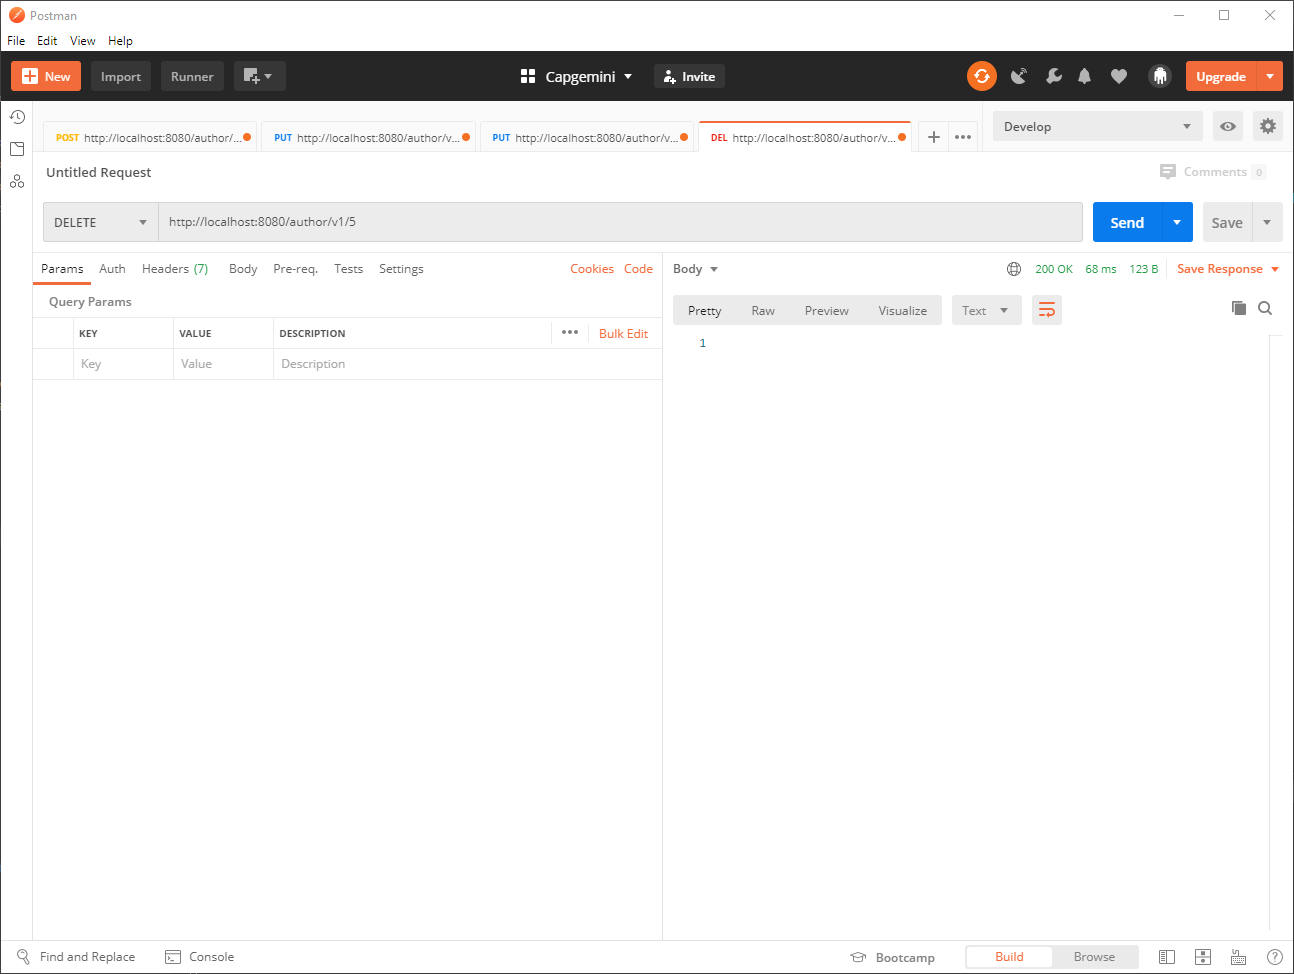 Postman
File Edit View Help
New Import Runner Capgemini Invite Upgrade
POST http://localhost:8080/author/... PUT http://localhost:8080/author/v... PUT http://localhost:8080/author/v... DEL http://localhost:8080/author/v... Develop
Untitled Request Comments 0
DELETE http://localhost:8080/author/v1/5 Send Save
Params Auth Headers (7) Body Pre-req. Tests Settings Cookies Code Body 200 OK 68 ms 123 B Save Response
Query Params Pretty Raw Preview Visualize Text
KEY VALUE DESCRIPTION Bulk Edit 1
Key Value Description
Find and Replace Console Bootcamp Build Browse